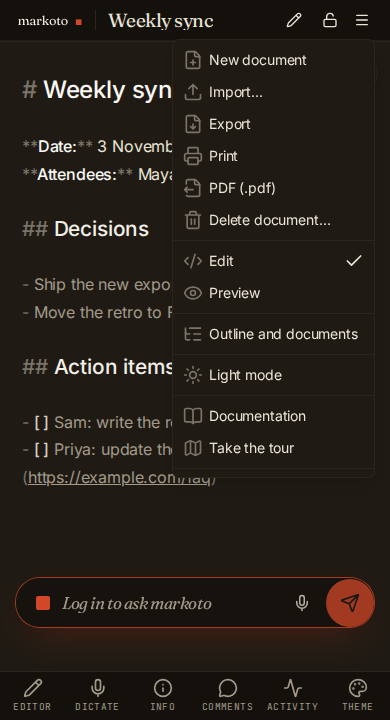 markoto
Weekly sync
New document
Import...
Export
Print
PDF (.pdf)
Delete document...
Edit
Preview
Outline and documents
Light mode
Documentation
Take the tour
# Weekly syn
**Date:** 3 Novemb
**Attendees:** Maya
## Decisions
- Ship the new expo
- Move the retro to F
## Action items
- [ ] Sam: write the
- [ ] Priya: update the
(https://example.com/faq)
Log in to ask markoto
EDITOR
DICTATE
INFO
COMMENTS
ACTIVITY
THEME